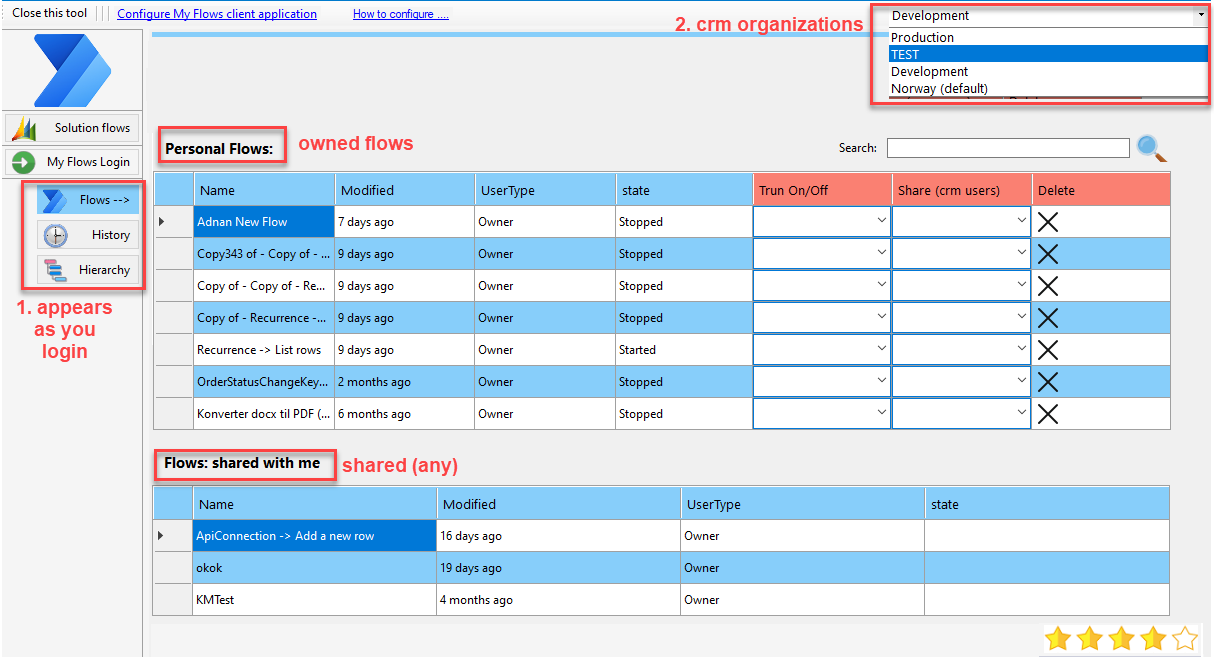 Close this tool
Configure My Flows client application
How to configure ....
2. crm organizations
Development
Production
TEST
Development
Norway (default)
Solution flows
My Flows Login
Flows -->
History
Hierarchy
1. appears
as you
login
Personal Flows:
owned flows
Search:
Name Modified UserType state Trun On/Off Share (crm users) Delete
Adnan New Flow 7 days ago Owner Stopped
Copy343 of - Copy of - ... 9 days ago Owner Stopped
Copy of - Copy of - Re... 9 days ago Owner Stopped
Copy of - Recurrence -... 9 days ago Owner Stopped
Recurrence -> List rows 9 days ago Owner Started
OrderStatusChangeKey... 2 months ago Owner Stopped
Konverter docx til PDF (... 6 months ago Owner Stopped
Flows: shared with me
shared (any)
Name Modified UserType state
ApiConnection -> Add a new row 16 days ago Owner
okok 19 days ago Owner
KMTest 4 months ago Owner